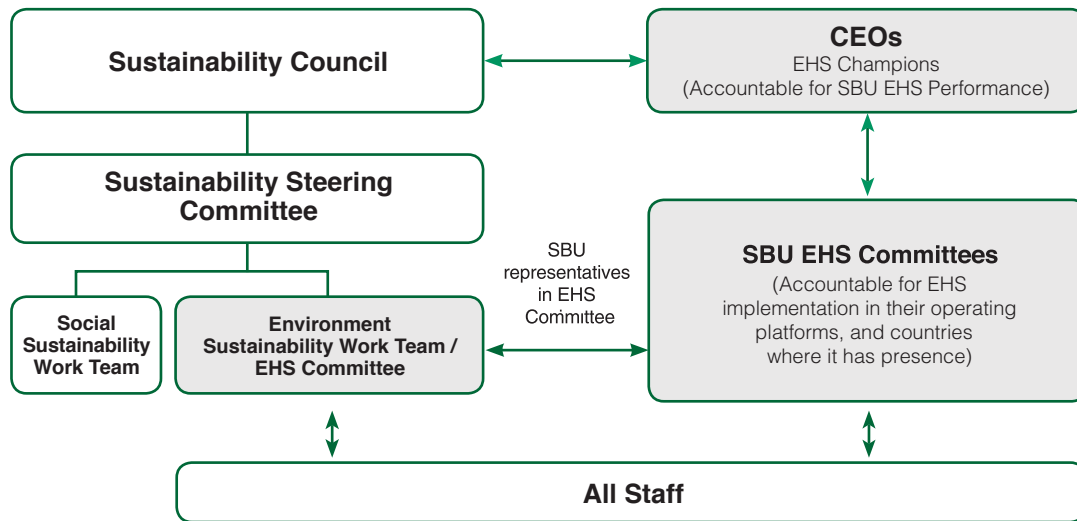 Sustainability Council
CEOs
EHS Champions
(Accountable for SBU EHS Performance)
Sustainability Steering
Committee
SBU
representatives
in EHS
Committee
SBU EHS Committees
(Accountable for EHS
implementation in their operating
platforms, and countries
where it has presence)
Social
Sustainability
Work Team
Environment
Sustainability Work Team /
EHS Committee
All Staff